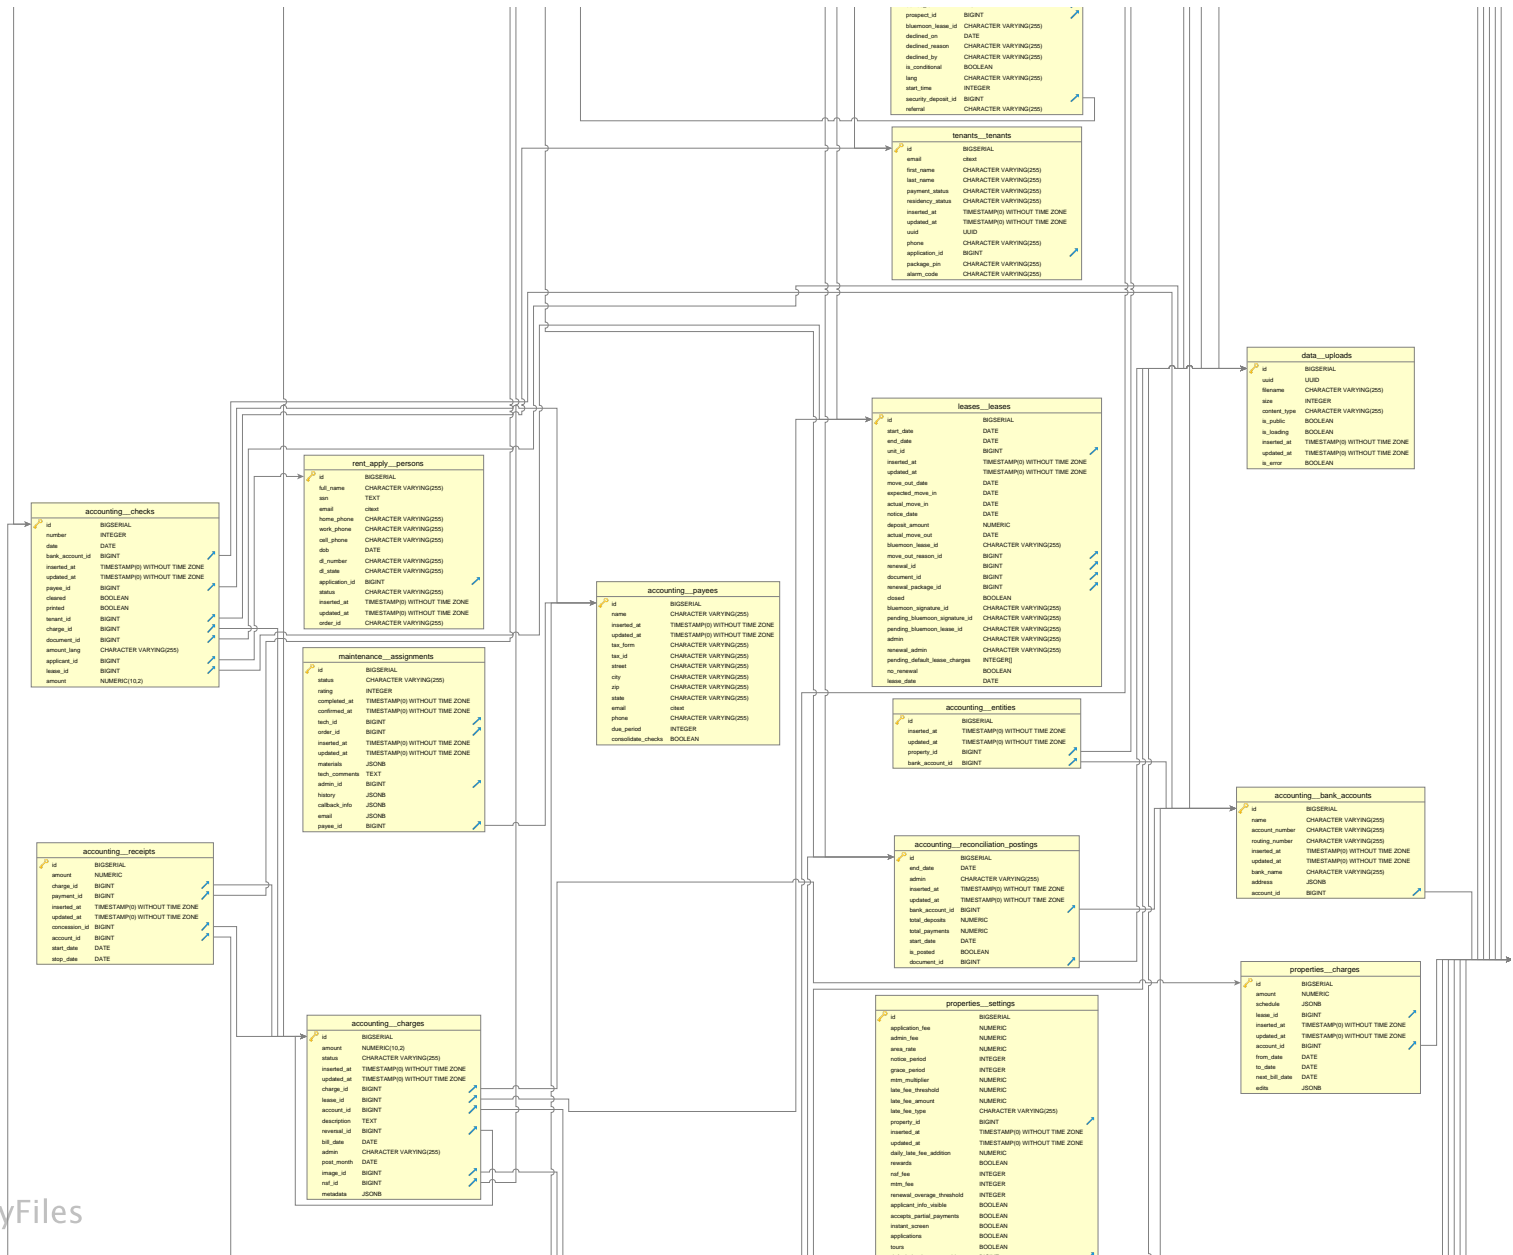 prospect_id BIGINT
bluemoon_lease_id CHARACTER VARYING(255)
declined_on DATE
declined_reason CHARACTER VARYING(255)
declined_by CHARACTER VARYING(255)
is_conditional BOOLEAN
lang CHARACTER VARYING(255)
start_time INTEGER
security_deposit_id BIGINT
referral CHARACTER VARYING(255)
tenants__tenants
id BIGSERIAL
email citext
first_name CHARACTER VARYING(255)
last_name CHARACTER VARYING(255)
payment_status CHARACTER VARYING(255)
residency_status CHARACTER VARYING(255)
inserted_at TIMESTAMP(0) WITHOUT TIME ZONE
updated_at TIMESTAMP(0) WITHOUT TIME ZONE
uuid UUID
phone CHARACTER VARYING(255)
application_id BIGINT
package_pin CHARACTER VARYING(255)
alarm_code CHARACTER VARYING(255)
data__uploads
id BIGSERIAL
uuid UUID
filename CHARACTER VARYING(255)
size INTEGER
content_type CHARACTER VARYING(255)
is_public BOOLEAN
is_loading BOOLEAN
inserted_at TIMESTAMP(0) WITHOUT TIME ZONE
updated_at TIMESTAMP(0) WITHOUT TIME ZONE
is_error BOOLEAN
leases__leases
id BIGSERIAL
start_date DATE
end_date DATE
unit_id BIGINT
inserted_at TIMESTAMP(0) WITHOUT TIME ZONE
updated_at TIMESTAMP(0) WITHOUT TIME ZONE
move_out_date DATE
expected_move_in DATE
actual_move_in DATE
notice_date DATE
deposit_amount NUMERIC
actual_move_out DATE
bluemoon_lease_id CHARACTER VARYING(255)
move_out_reason_id BIGINT
renewal_id BIGINT
document_id BIGINT
renewal_package_id BIGINT
closed BOOLEAN
bluemoon_signature_id CHARACTER VARYING(255)
pending_bluemoon_signature_id CHARACTER VARYING(255)
pending_bluemoon_lease_id CHARACTER VARYING(255)
admin CHARACTER VARYING(255)
renewal_admin CHARACTER VARYING(255)
pending_default_lease_charges INTEGER[]
no_renewal BOOLEAN
lease_date DATE
rent_apply__persons
id BIGSERIAL
full_name CHARACTER VARYING(255)
ssn TEXT
email citext
home_phone CHARACTER VARYING(255)
work_phone CHARACTER VARYING(255)
cell_phone CHARACTER VARYING(255)
dob DATE
dl_number CHARACTER VARYING(255)
dl_state CHARACTER VARYING(255)
application_id BIGINT
status CHARACTER VARYING(255)
inserted_at TIMESTAMP(0) WITHOUT TIME ZONE
updated_at TIMESTAMP(0) WITHOUT TIME ZONE
order_id CHARACTER VARYING(255)
accounting__checks
id BIGSERIAL
number INTEGER
date DATE
bank_account_id BIGINT
inserted_at TIMESTAMP(0) WITHOUT TIME ZONE
updated_at TIMESTAMP(0) WITHOUT TIME ZONE
payee_id BIGINT
cleared BOOLEAN
printed BOOLEAN
tenant_id BIGINT
charge_id BIGINT
document_id BIGINT
amount_lang CHARACTER VARYING(255)
applicant_id BIGINT
lease_id BIGINT
amount NUMERIC(10,2)
accounting__payees
id BIGSERIAL
name CHARACTER VARYING(255)
inserted_at TIMESTAMP(0) WITHOUT TIME ZONE
updated_at TIMESTAMP(0) WITHOUT TIME ZONE
tax_form CHARACTER VARYING(255)
tax_id CHARACTER VARYING(255)
street CHARACTER VARYING(255)
city CHARACTER VARYING(255)
zip CHARACTER VARYING(255)
state CHARACTER VARYING(255)
email citext
phone CHARACTER VARYING(255)
due_period INTEGER
consolidate_checks BOOLEAN
maintenance__assignments
id BIGSERIAL
status CHARACTER VARYING(255)
rating INTEGER
completed_at TIMESTAMP(0) WITHOUT TIME ZONE
confirmed_at TIMESTAMP(0) WITHOUT TIME ZONE
tech_id BIGINT
order_id BIGINT
inserted_at TIMESTAMP(0) WITHOUT TIME ZONE
updated_at TIMESTAMP(0) WITHOUT TIME ZONE
materials JSONB
tech_comments TEXT
admin_id BIGINT
history JSONB
callback_info JSONB
email JSONB
payee_id BIGINT
accounting__entities
id BIGSERIAL
inserted_at TIMESTAMP(0) WITHOUT TIME ZONE
updated_at TIMESTAMP(0) WITHOUT TIME ZONE
property_id BIGINT
bank_account_id BIGINT
accounting__bank_accounts
id BIGSERIAL
name CHARACTER VARYING(255)
account_number CHARACTER VARYING(255)
routing_number CHARACTER VARYING(255)
inserted_at TIMESTAMP(0) WITHOUT TIME ZONE
updated_at TIMESTAMP(0) WITHOUT TIME ZONE
bank_name CHARACTER VARYING(255)
address JSONB
account_id BIGINT
accounting__receipts
id BIGSERIAL
amount NUMERIC
charge_id BIGINT
payment_id BIGINT
inserted_at TIMESTAMP(0) WITHOUT TIME ZONE
updated_at TIMESTAMP(0) WITHOUT TIME ZONE
concession_id BIGINT
account_id BIGINT
start_date DATE
stop_date DATE
accounting__reconciliation_postings
id BIGSERIAL
end_date DATE
admin CHARACTER VARYING(255)
inserted_at TIMESTAMP(0) WITHOUT TIME ZONE
updated_at TIMESTAMP(0) WITHOUT TIME ZONE
bank_account_id BIGINT
total_deposits NUMERIC
total_payments NUMERIC
start_date DATE
is_posted BOOLEAN
document_id BIGINT
properties__charges
id BIGSERIAL
amount NUMERIC
schedule JSONB
lease_id BIGINT
inserted_at TIMESTAMP(0) WITHOUT TIME ZONE
updated_at TIMESTAMP(0) WITHOUT TIME ZONE
account_id BIGINT
from_date DATE
to_date DATE
next_bill_date DATE
edits JSONB
accounting__charges
id BIGSERIAL
amount NUMERIC(10,2)
status CHARACTER VARYING(255)
inserted_at TIMESTAMP(0) WITHOUT TIME ZONE
updated_at TIMESTAMP(0) WITHOUT TIME ZONE
charge_id BIGINT
lease_id BIGINT
account_id BIGINT
description TEXT
reversal_id BIGINT
bill_date DATE
admin CHARACTER VARYING(255)
post_month DATE
image_id BIGINT
nsf_id BIGINT
metadata JSONB
properties__settings
id BIGSERIAL
application_fee NUMERIC
admin_fee NUMERIC
area_rate NUMERIC
notice_period INTEGER
grace_period INTEGER
mtm_multiplier NUMERIC
late_fee_threshold NUMERIC
late_fee_amount NUMERIC
late_fee_type CHARACTER VARYING(255)
property_id BIGINT
inserted_at TIMESTAMP(0) WITHOUT TIME ZONE
updated_at TIMESTAMP(0) WITHOUT TIME ZONE
daily_late_fee_addition NUMERIC
rewards BOOLEAN
nsf_fee INTEGER
mtm_fee INTEGER
renewal_overage_threshold INTEGER
applicant_info_visible BOOLEAN
accepts_partial_payments BOOLEAN
instant_screen BOOLEAN
applications BOOLEAN
tours BOOLEAN
yFiles